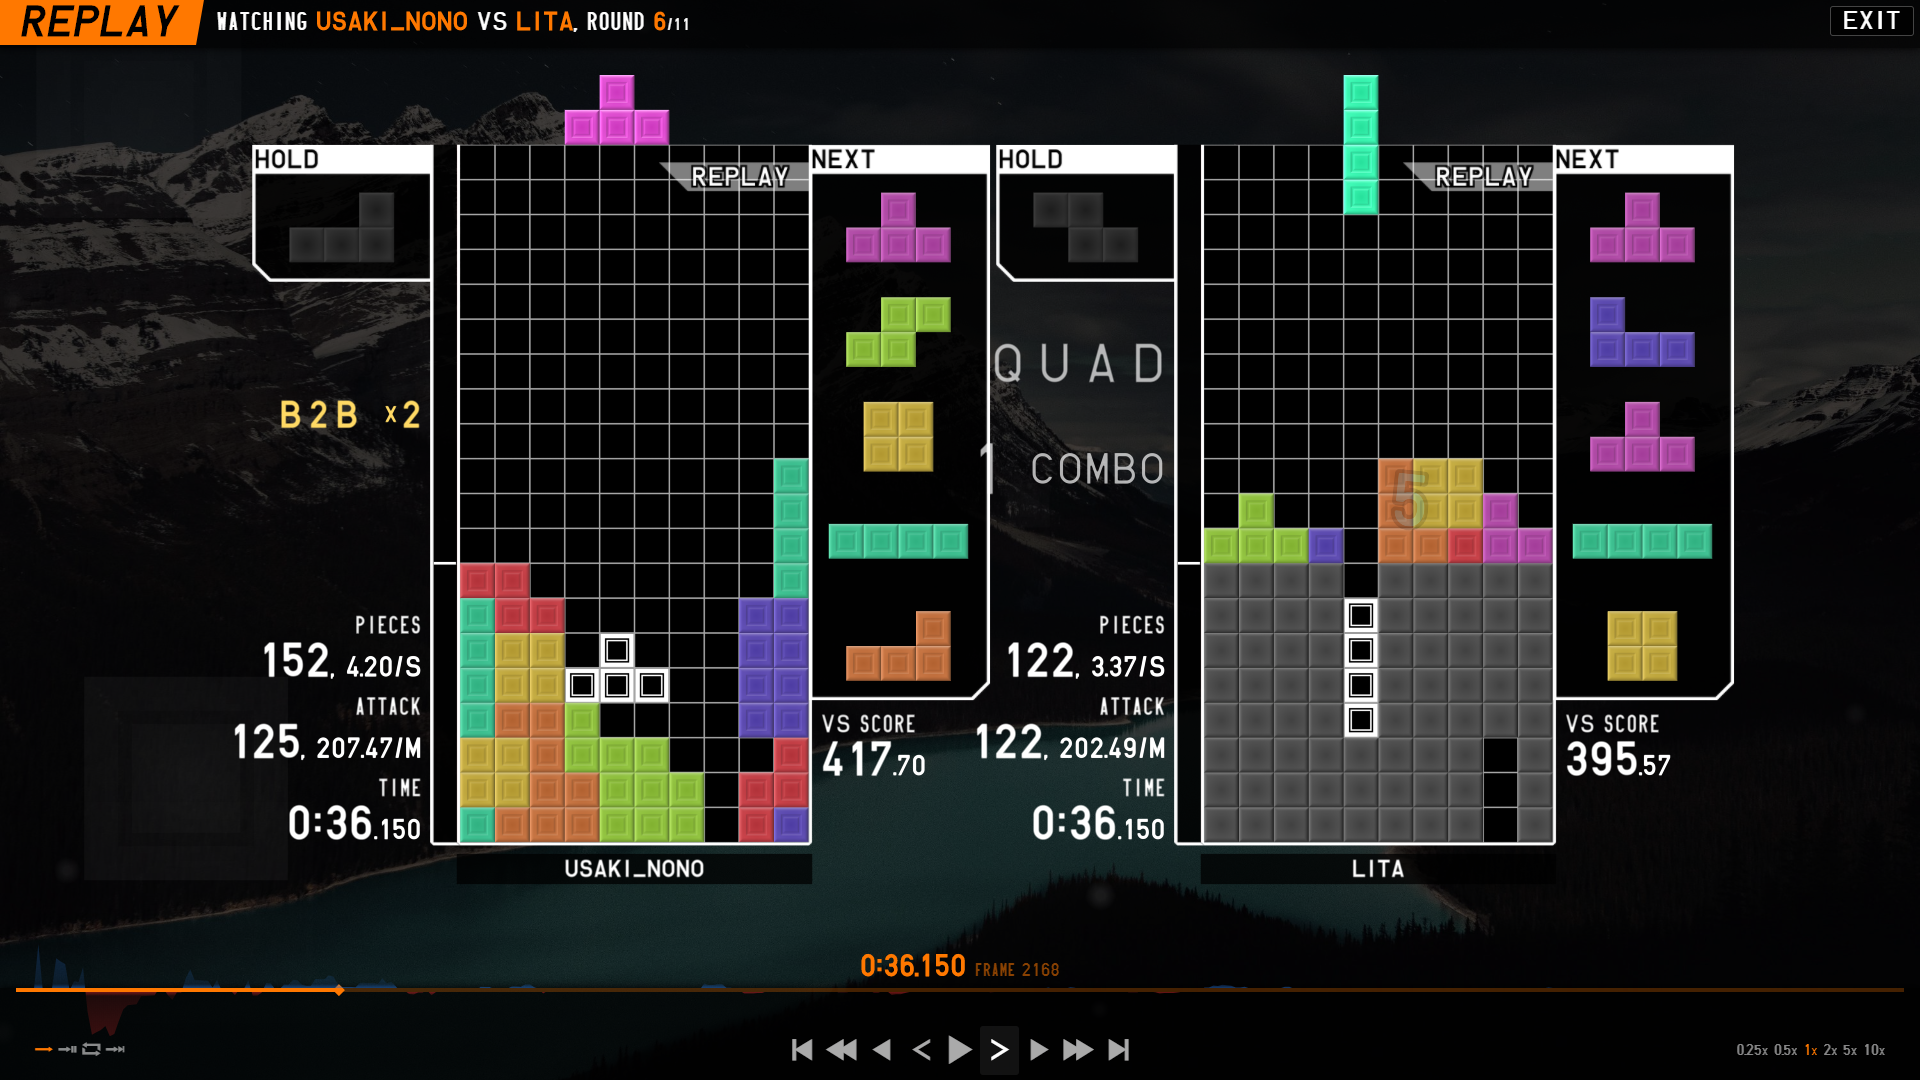 REPLAY WATCHING USAKI_NONO VS LITA, ROUND 6/11 EXIT
HOLD
REPLAY
NEXT
B2B x2
PIECES
152, 4.20/S
ATTACK
125, 207.47/M
TIME
0:36.150
VS SCORE
417.70
USAKI_NONO
HOLD
REPLAY
NEXT
QUAD
1 COMBO
5
PIECES
122, 3.37/S
ATTACK
122, 202.49/M
TIME
0:36.150
VS SCORE
395.57
LITA
0:36.150 FRAME 2168
0.25x 0.5x 1x 2x 5x 10x